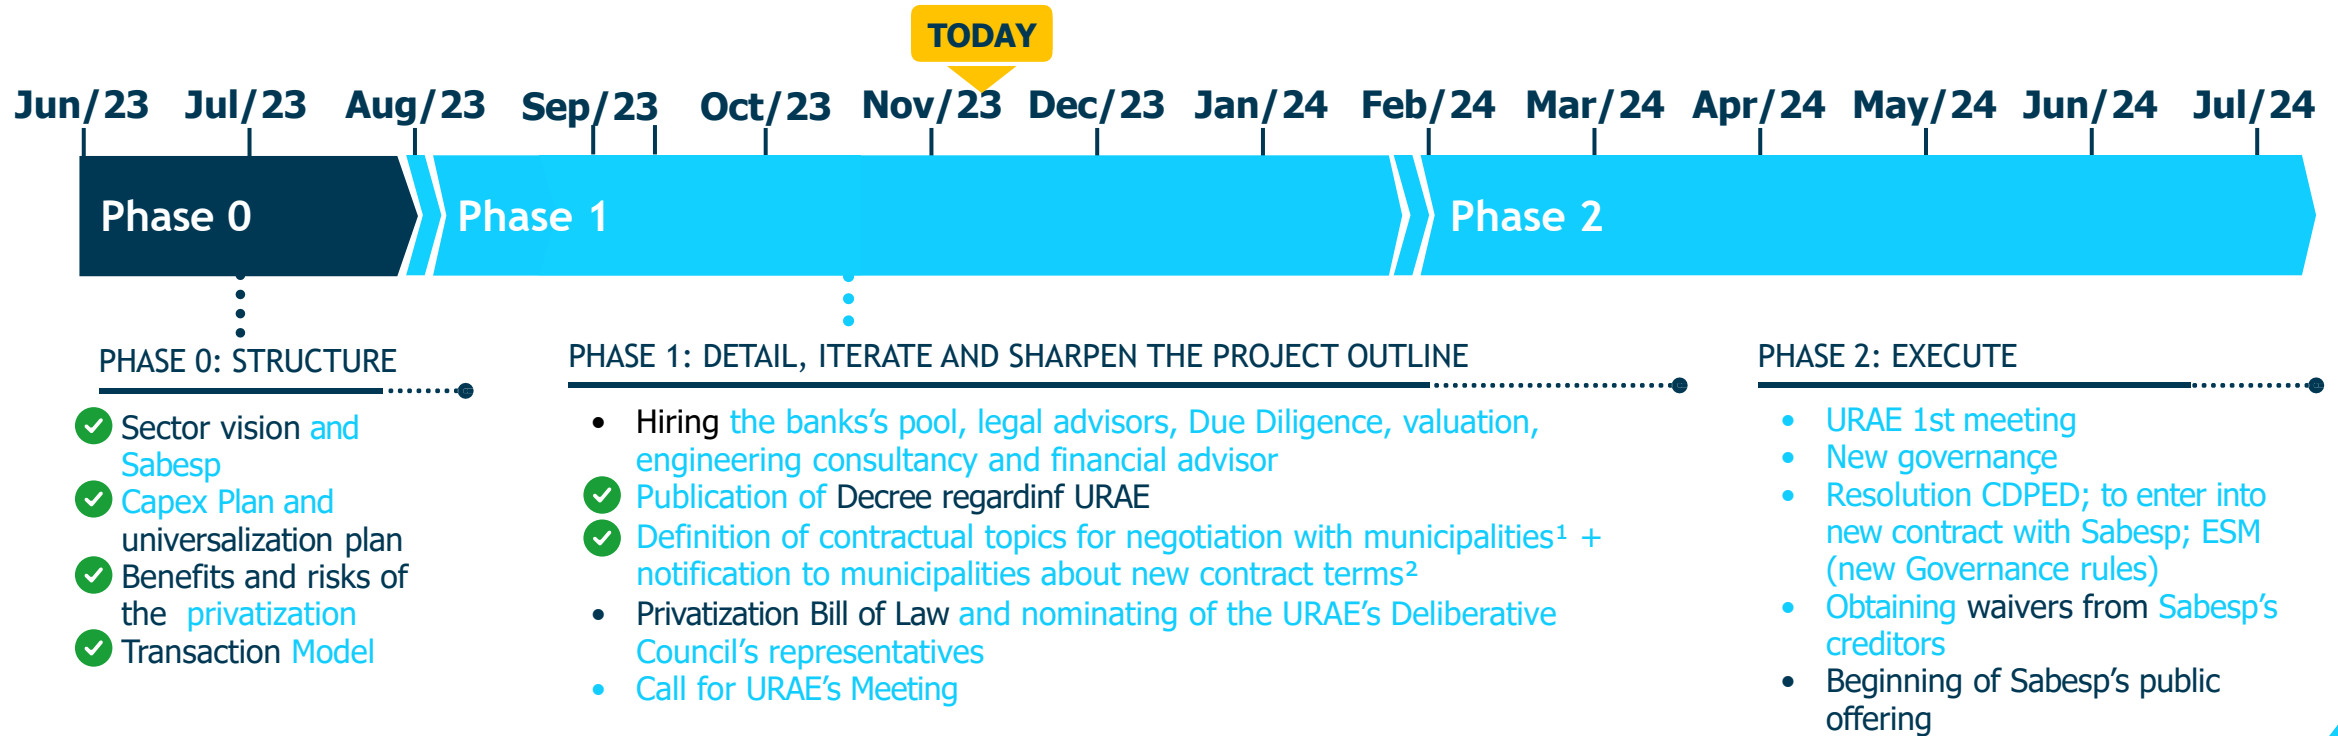 TODAY
Jun/23 Jul/23 Aug/23 Sep/23 Oct/23 Nov/23 Dec/23 Jan/24 Feb/24 Mar/24 Apr/24 May/24 Jun/24 Jul/24
Phase 0 Phase 1 Phase 2
PHASE 0: STRUCTURE
Sector vision and
Sabesp
Capex Plan and
universalization plan
Benefits and risks of
the privatization
Transaction Model
PHASE 1: DETAIL, ITERATE AND SHARPEN THE PROJECT OUTLINE
• Hiring the banks's pool, legal advisors, Due Diligence, valuation,
engineering consultancy and financial advisor
Publication of Decree regardinf URAE
Definition of contractual topics for negotiation with municipalities¹ +
notification to municipalities about new contract terms²
• Privatization Bill of Law and nominating of the URAE's Deliberative
Council's representatives
• Call for URAE's Meeting
PHASE 2: EXECUTE
• URAE 1st meeting
• New governançe
• Resolution CDPED; to enter into
new contract with Sabesp; ESM
(new Governance rules)
• Obtaining waivers from Sabesp's
creditors
• Beginning of Sabesp's public
offering